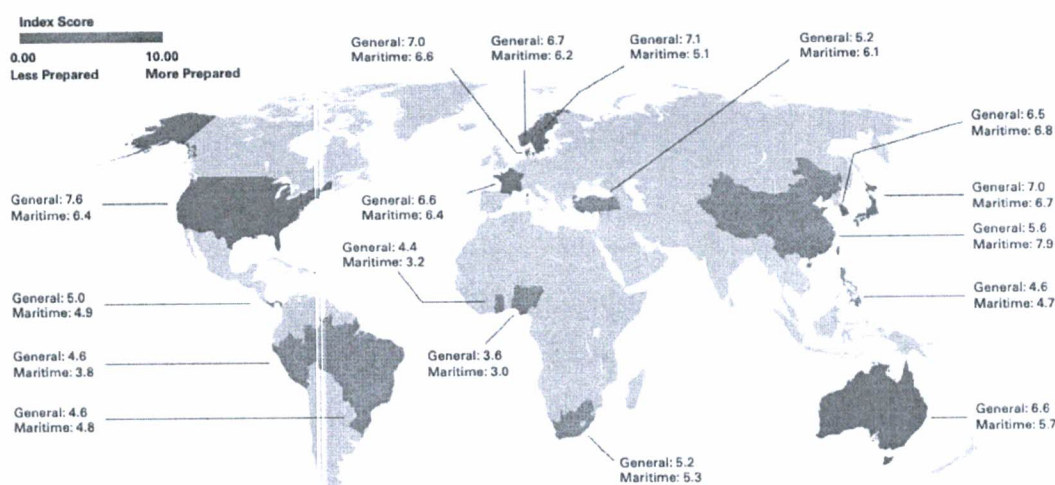 Index Score
0.00 10.00
Less Prepared More Prepared
General: 7.0
Maritime: 6.6
General: 6.7
Maritime: 6.2
General: 7.1
Maritime: 5.1
General: 5.2
Maritime: 6.1
General: 6.5
Maritime: 6.8
General: 7.6
Maritime: 6.4
General: 6.6
Maritime: 6.4
General: 7.0
Maritime: 6.7
General: 5.6
Maritime: 7.9
General: 4.4
Maritime: 3.2
General: 4.6
Maritime: 4.7
General: 5.0
Maritime: 4.9
General: 3.6
Maritime: 3.0
General: 4.6
Maritime: 3.8
General: 4.6
Maritime: 4.8
General: 6.6
Maritime: 5.7
General: 5.2
Maritime: 5.3